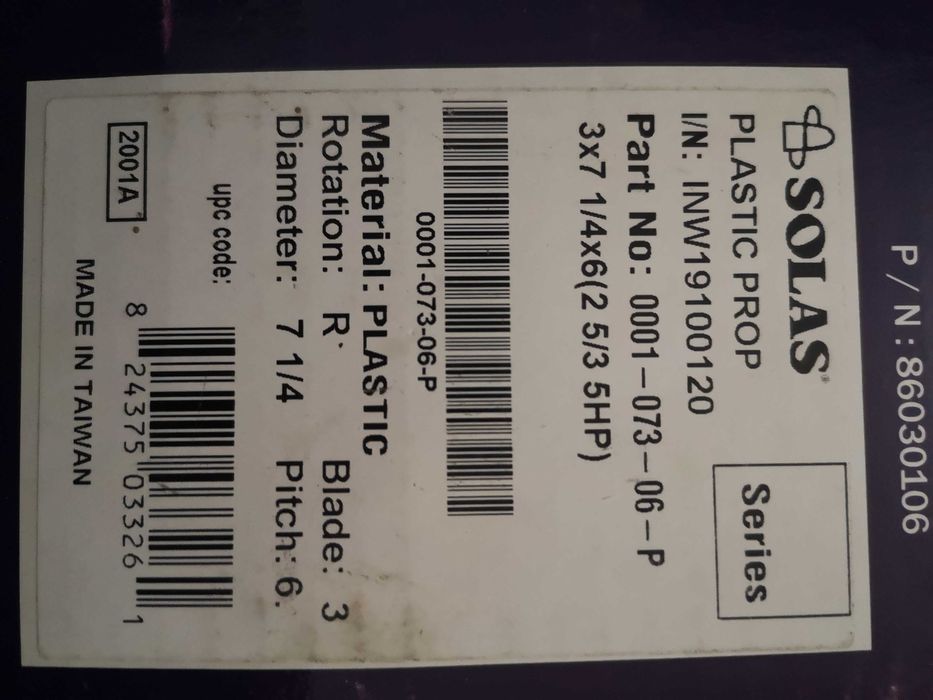 P/N:86030106
SOLAS®
Series
PLASTIC PROP
I/N: INW19100120
Part No: 0001-073-06-P
3x7 1/4x6(2 5/3 5HP)
0001-073-06-P
Material: PLASTIC
Rotation: R Blade: 3
Diameter: 7 1/4 Pitch: 6
upc code:
8 24375 03326 1
2001A
MADE IN TAIWAN